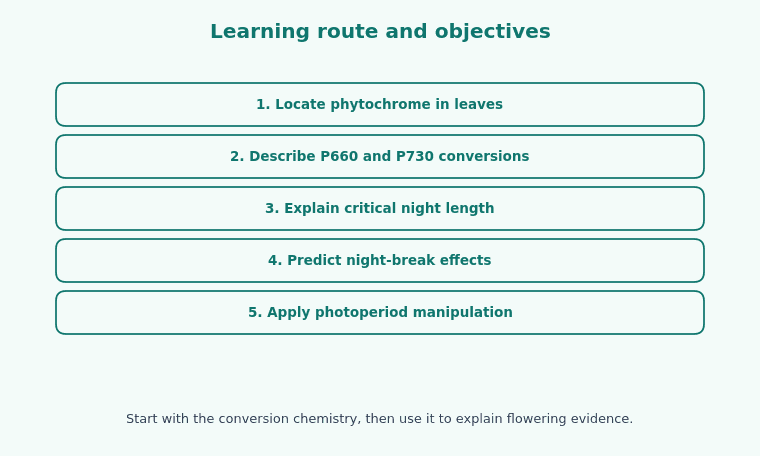 Learning route and objectives
1. Locate phytochrome in leaves
2. Describe P660 and P730 conversions
3. Explain critical night length
4. Predict night-break effects
5. Apply photoperiod manipulation
Start with the conversion chemistry, then use it to explain flowering evidence.